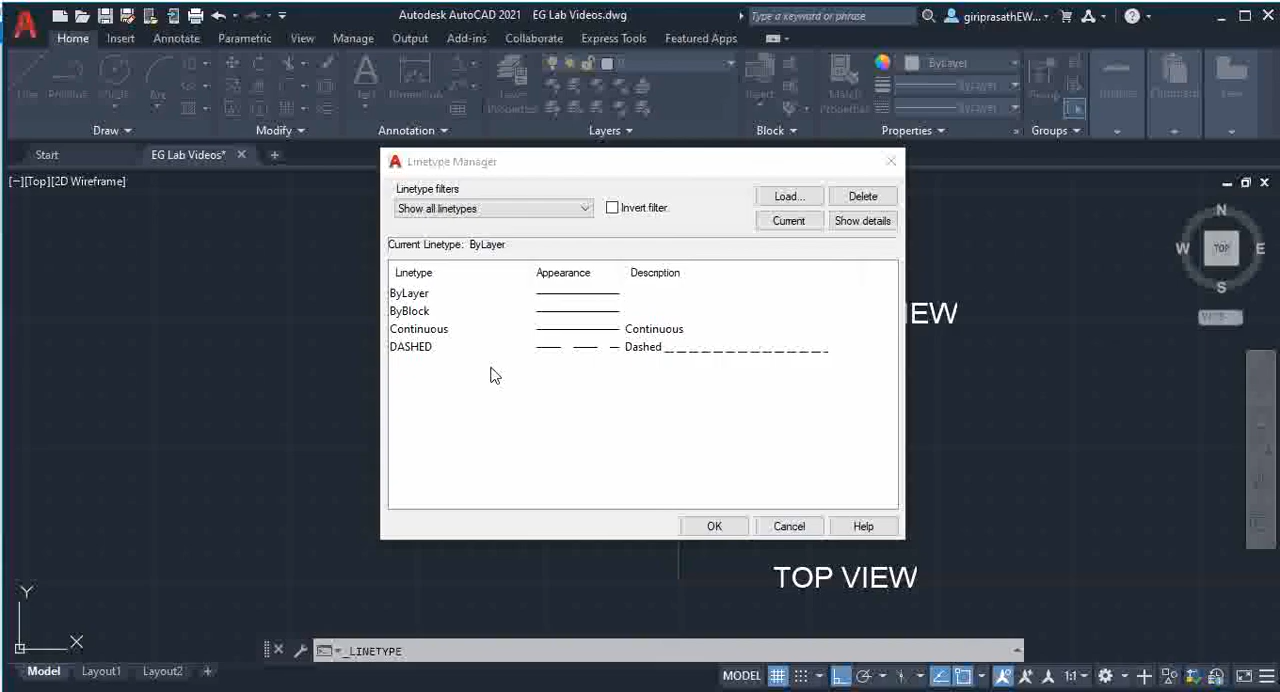 Autodesk AutoCAD 2021 EG Lab Videos.dwg
Type a keyword or phrase
giriprasathEW...
Home Insert Annotate Parametric View Manage Output Add-ins Collaborate Express Tools Featured Apps
ByLayer
Draw Modify Annotation Layers Block Properties Groups
Start EG Lab Videos*
[−][Top][2D Wireframe]
Linetype Manager
Linetype filters
Show all linetypes Invert filter Load... Delete
Current Show details
Current Linetype: ByLayer
Linetype Appearance Description
ByLayer
ByBlock
Continuous Continuous
DASHED Dashed
OK Cancel Help
N
W TOP E
S
IEW
TOP VIEW
Y
X
_LINETYPE
Model Layout1 Layout2 +
MODEL 1:1